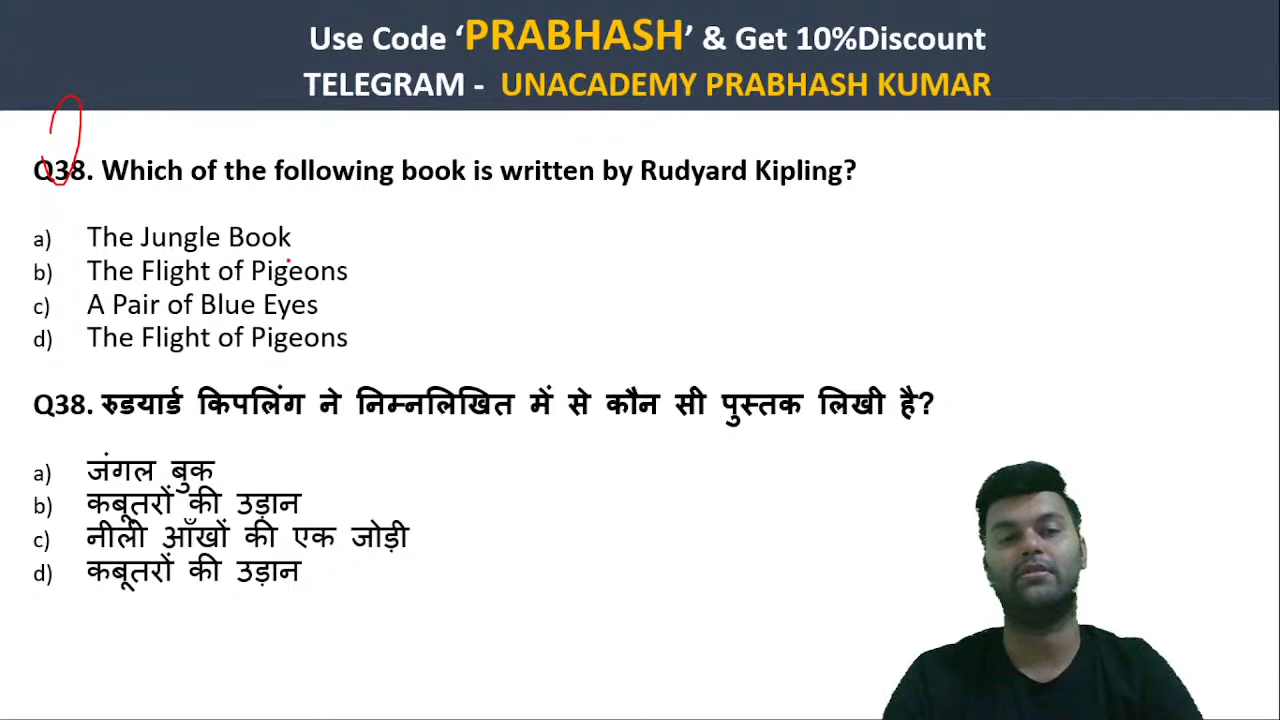 Use Code ‘PRABHASH’ & Get 10%Discount
TELEGRAM - UNACADEMY PRABHASH KUMAR
Q38. Which of the following book is written by Rudyard Kipling?
a) The Jungle Book
b) The Flight of Pigeons
c) A Pair of Blue Eyes
d) The Flight of Pigeons
Q38. रुडयार्ड किपलिंग ने निम्नलिखित में से कौन सी पुस्तक लिखी है?
a) जंगल बुक
b) कबूतरों की उड़ान
c) नीली आँखों की एक जोड़ी
d) कबूतरों की उड़ान